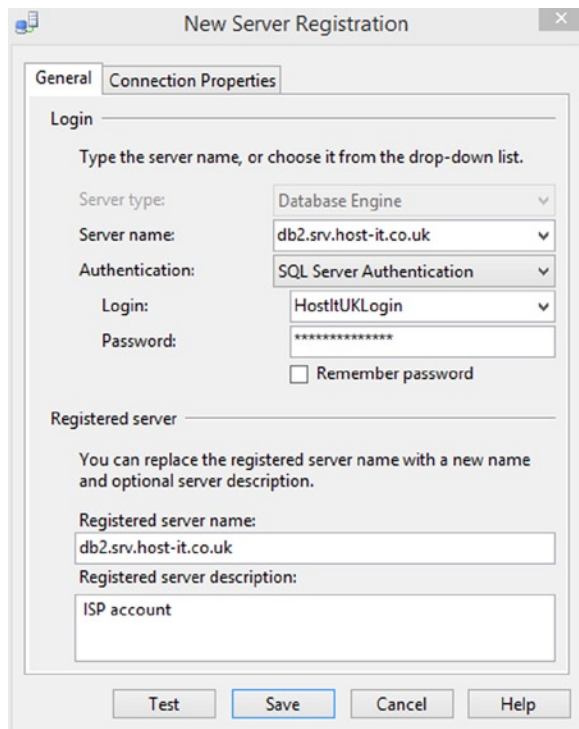 New Server Registration
General Connection Properties
Login
Type the server name, or choose it from the drop-down list.
Server type: Database Engine
Server name: db2.srv.host-it.co.uk
Authentication: SQL Server Authentication
Login: HostItUKLogin
Password: **************
Remember password
Registered server
You can replace the registered server name with a new name
and optional server description.
Registered server name:
db2.srv.host-it.co.uk
Registered server description:
ISP account
Test Save Cancel Help